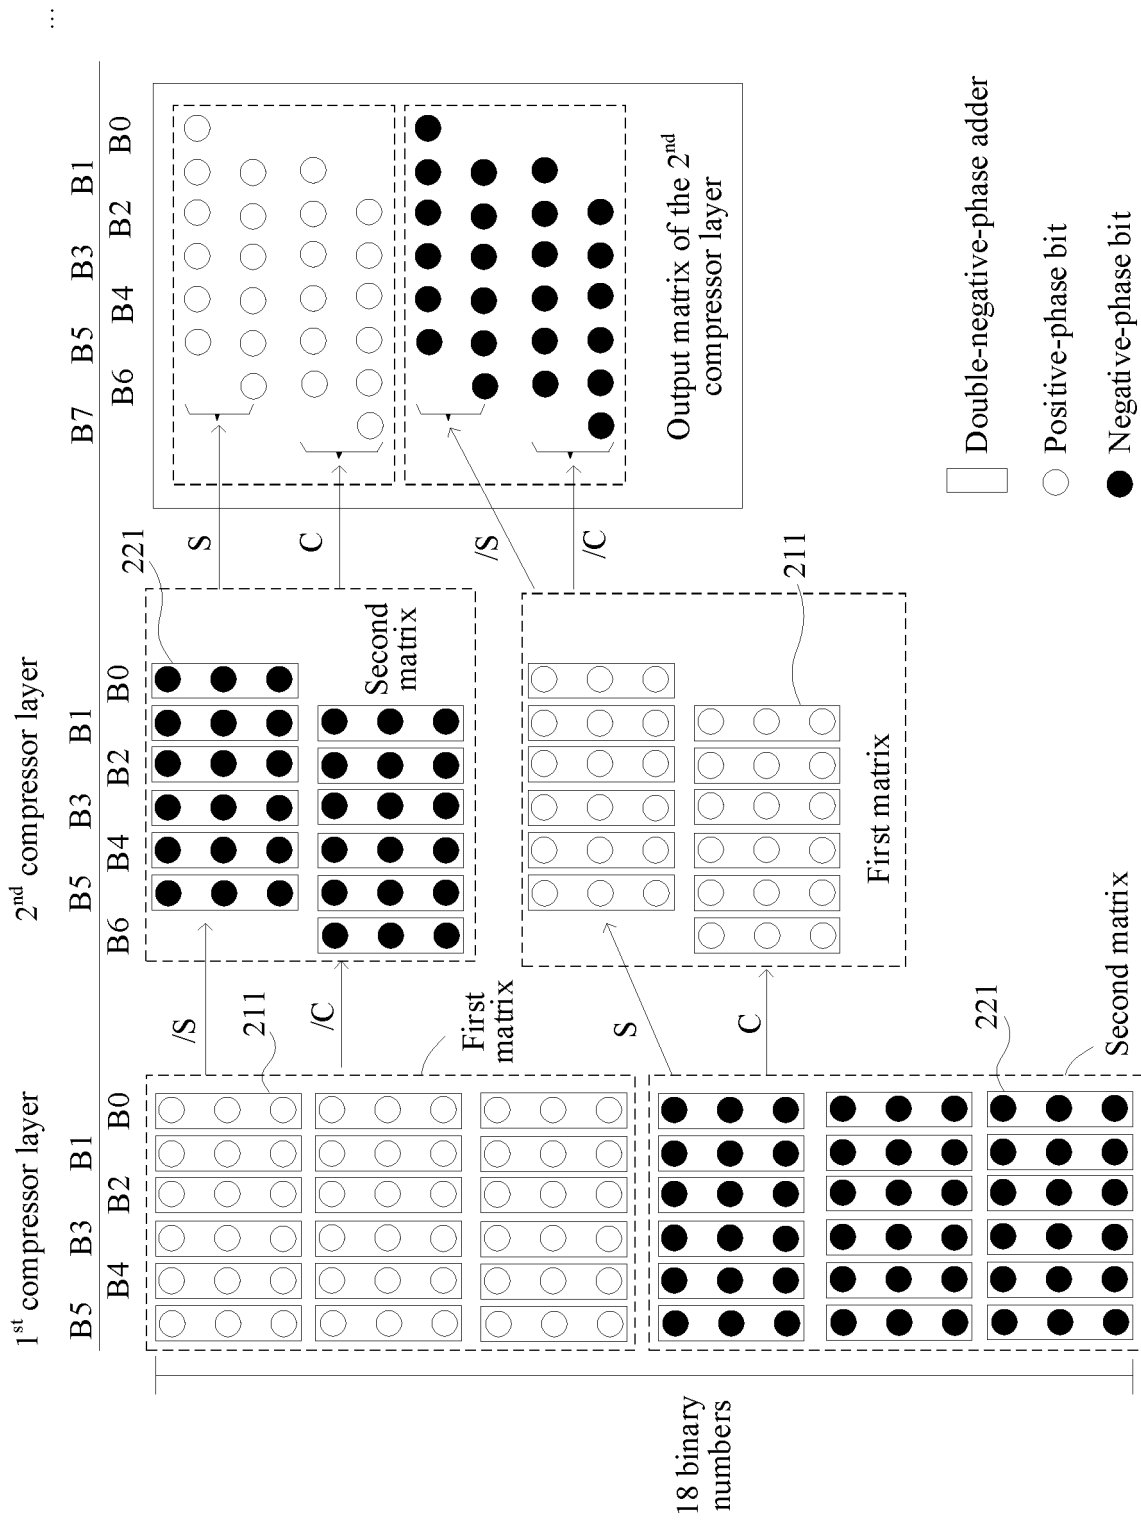 1st compressor layer
2nd compressor layer
...
B5 B4 B3 B2 B1 B0
B6 B5 B4 B3 B2 B1 B0
B7 B6 B5 B4 B3 B2 B1 B0
18 binary
numbers
/S
211
/C
First
matrix
S
C
221
Second matrix
221
Second
matrix
S
C
/S
/C
211
First matrix
Output matrix of the 2nd
compressor layer
Double-negative-phase adder
Positive-phase bit
Negative-phase bit